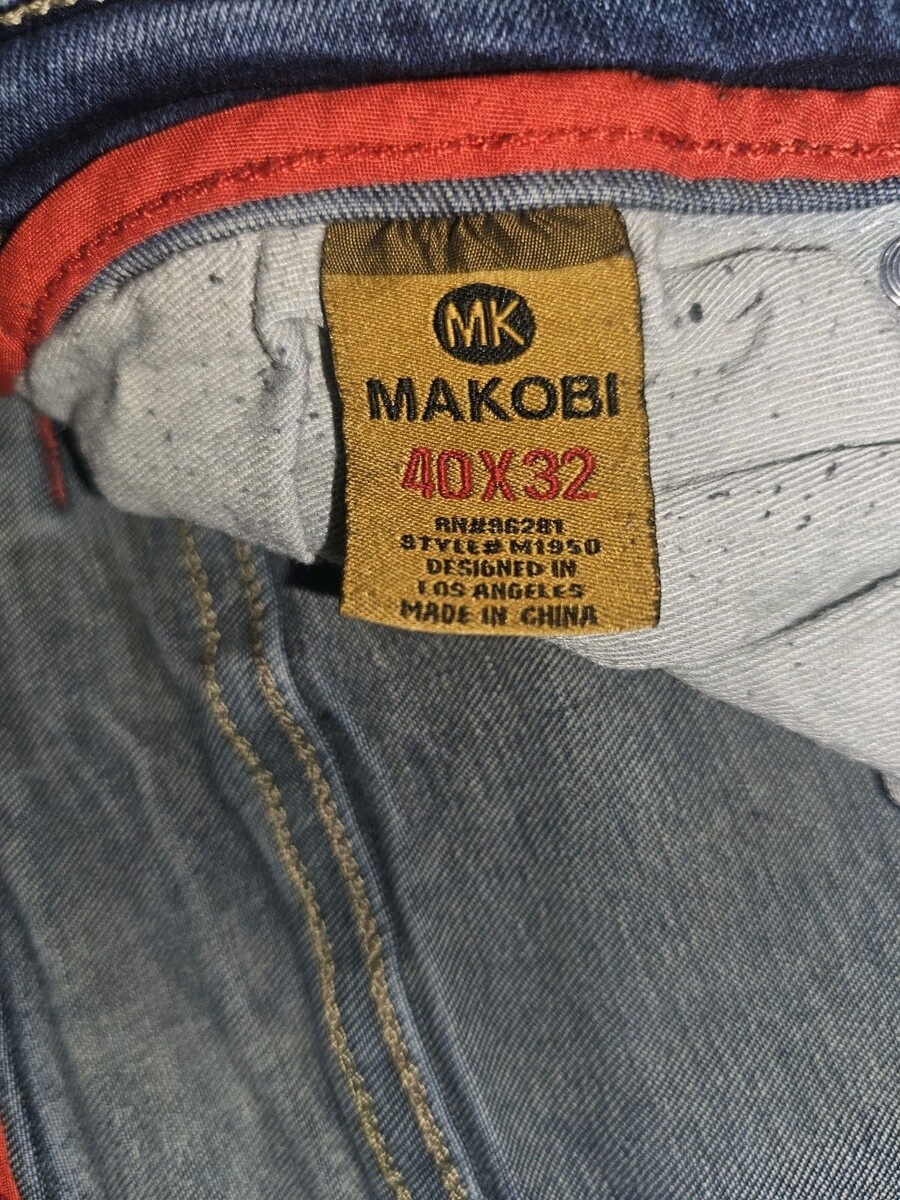 MK
MAKOBI
40X32
RN#96281
STYLE# M1950
DESIGNED IN
LOS ANGELES
MADE IN CHINA